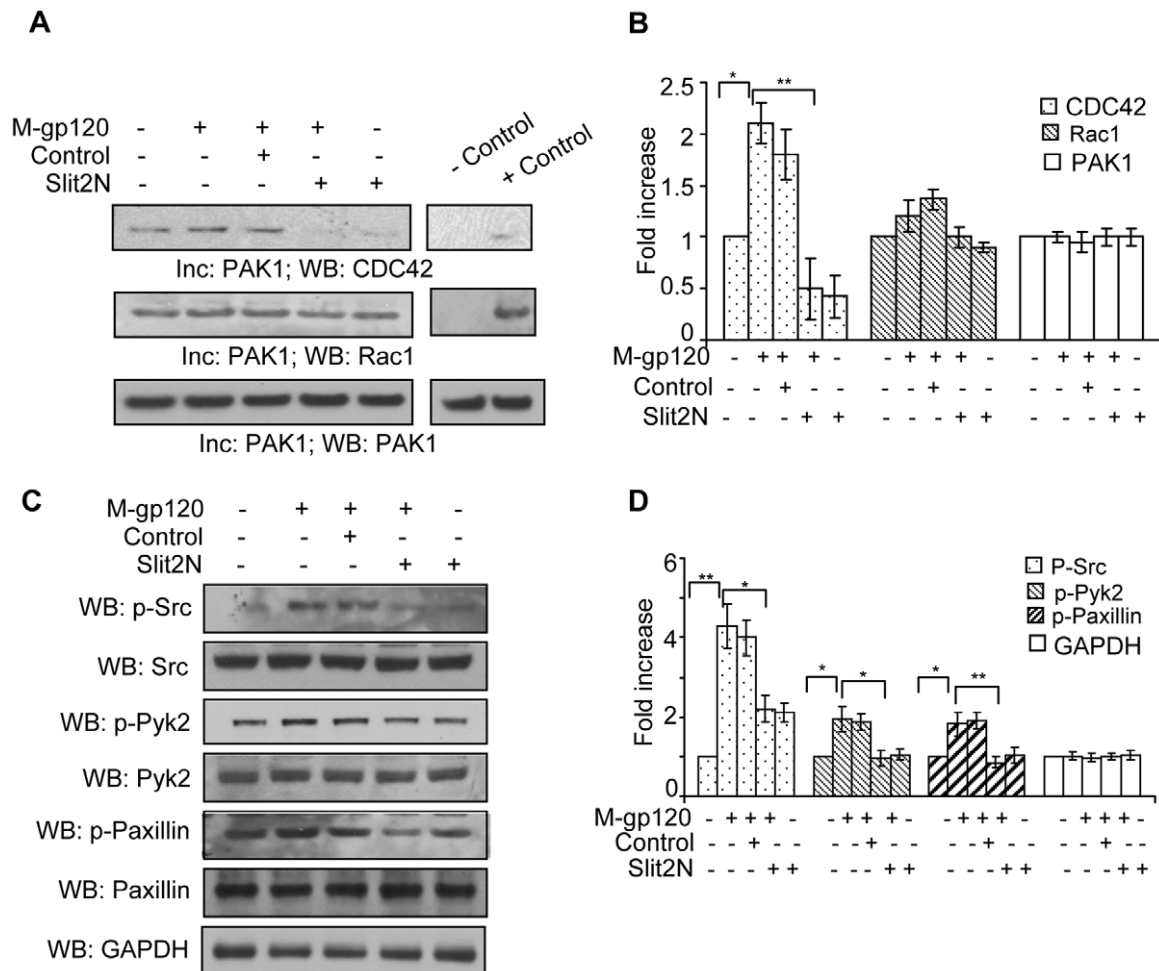 A
M-gp120 - + + + -
Control - - + - -
Slit2N - - - + +
- Control
+ Control
Inc: PAK1; WB: CDC42
Inc: PAK1; WB: Rac1
Inc: PAK1; WB: PAK1
B
* **
2.5
2
1.5
1
0.5
0
Fold increase
CDC42
Rac1
PAK1
M-gp120 - + + + - - + + + - - + + + -
Control - - + - - - - + - - - - + - -
Slit2N - - - + + - - - + + - - - + +
C
M-gp120 - + + + -
Control - - + - -
Slit2N - - - + +
WB: p-Src
WB: Src
WB: p-Pyk2
WB: Pyk2
WB: p-Paxillin
WB: Paxillin
WB: GAPDH
D
** * * * * **
6
4
2
0
Fold increase
P-Src
p-Pyk2
p-Paxillin
GAPDH
M-gp120 - + + + - - + + + - - + + + - - + + + -
Control - - + - - - - + - - - - + - - - - + - -
Slit2N - - - + + - - - + + - - - + + - - - + +